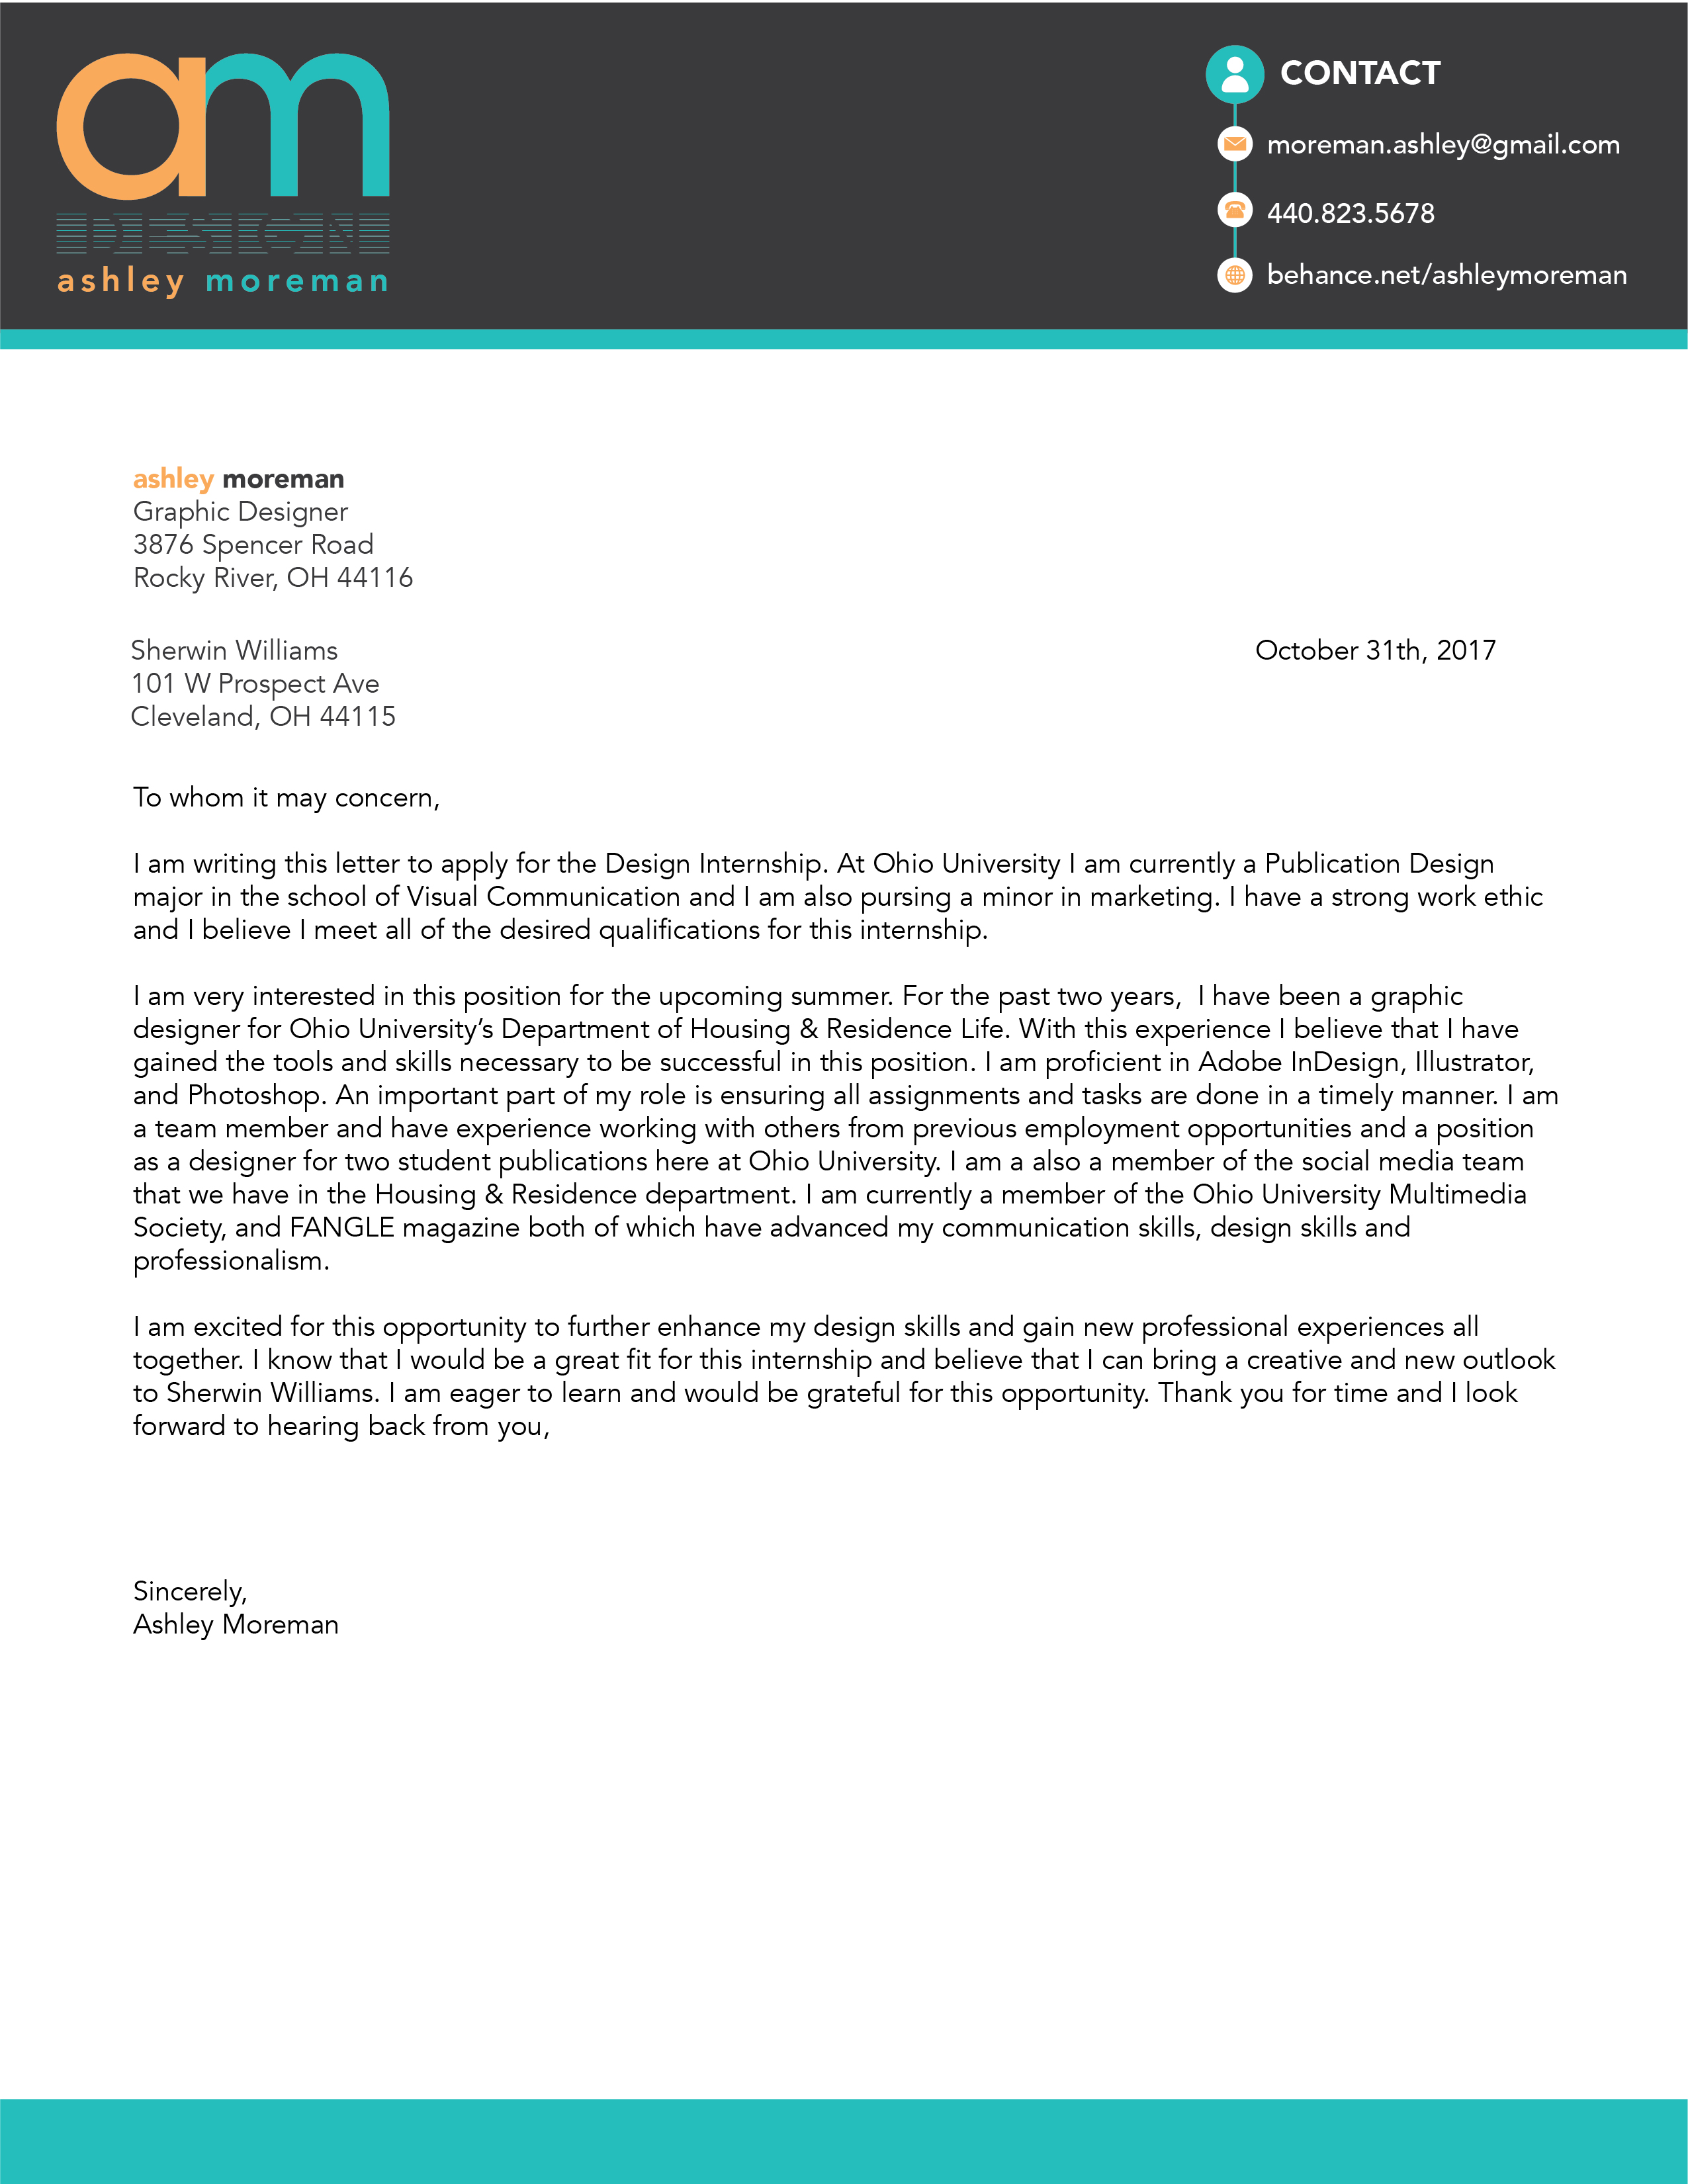 am
DESIGN
ashley moreman
CONTACT
moreman.ashley@gmail.com
440.823.5678
behance.net/ashleymoreman
ashley moreman
Graphic Designer
3876 Spencer Road
Rocky River, OH 44116
Sherwin Williams
101 W Prospect Ave
Cleveland, OH 44115
October 31th, 2017
To whom it may concern,
I am writing this letter to apply for the Design Internship. At Ohio University I am currently a Publication Design
major in the school of Visual Communication and I am also pursing a minor in marketing. I have a strong work ethic
and I believe I meet all of the desired qualifications for this internship.
I am very interested in this position for the upcoming summer. For the past two years,  I have been a graphic
designer for Ohio University’s Department of Housing & Residence Life. With this experience I believe that I have
gained the tools and skills necessary to be successful in this position. I am proficient in Adobe InDesign, Illustrator,
and Photoshop. An important part of my role is ensuring all assignments and tasks are done in a timely manner. I am
a team member and have experience working with others from previous employment opportunities and a position
as a designer for two student publications here at Ohio University. I am a also a member of the social media team
that we have in the Housing & Residence department. I am currently a member of the Ohio University Multimedia
Society, and FANGLE magazine both of which have advanced my communication skills, design skills and
professionalism.
I am excited for this opportunity to further enhance my design skills and gain new professional experiences all
together. I know that I would be a great fit for this internship and believe that I can bring a creative and new outlook
to Sherwin Williams. I am eager to learn and would be grateful for this opportunity. Thank you for time and I look
forward to hearing back from you,
Sincerely,
Ashley Moreman